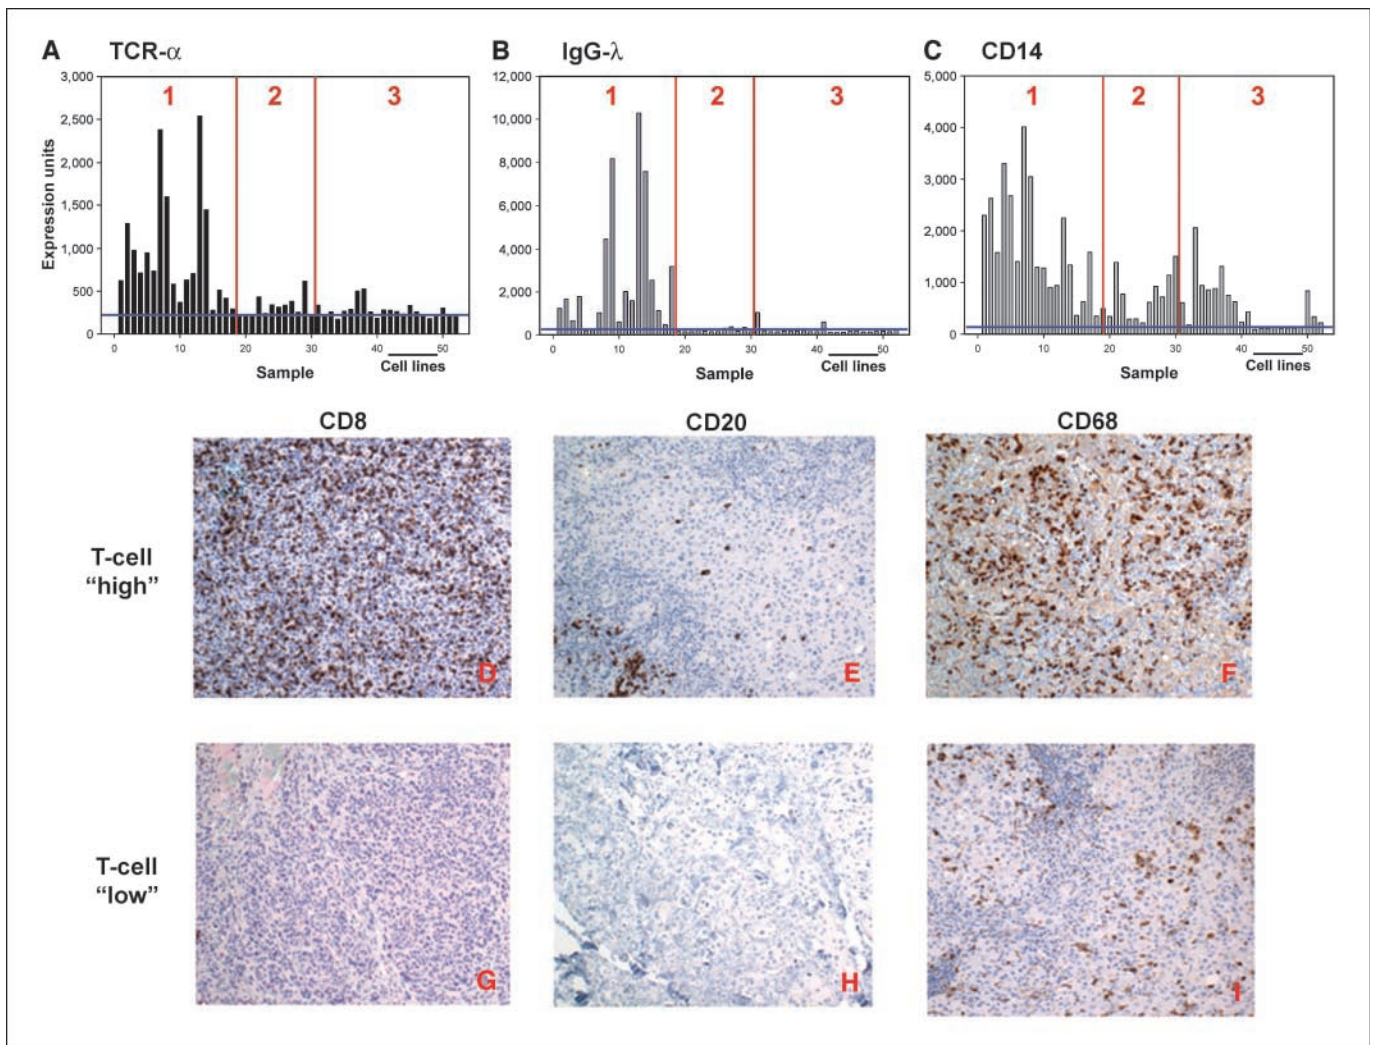 A TCR-α
B IgG-λ
C CD14
3,000
2,500
2,000
1,500
1,000
500
0
Expression units
1 2 3
0 10 20 30 40 50
Sample
Cell lines
12,000
10,000
8,000
6,000
4,000
2,000
0
1 2 3
0 10 20 30 40 50
Sample
Cell lines
5,000
4,000
3,000
2,000
1,000
0
1 2 3
0 10 20 30 40 50
Sample
Cell lines
CD8
CD20
CD68
T-cell
“high”
D
E
F
T-cell
“low”
G
H
I